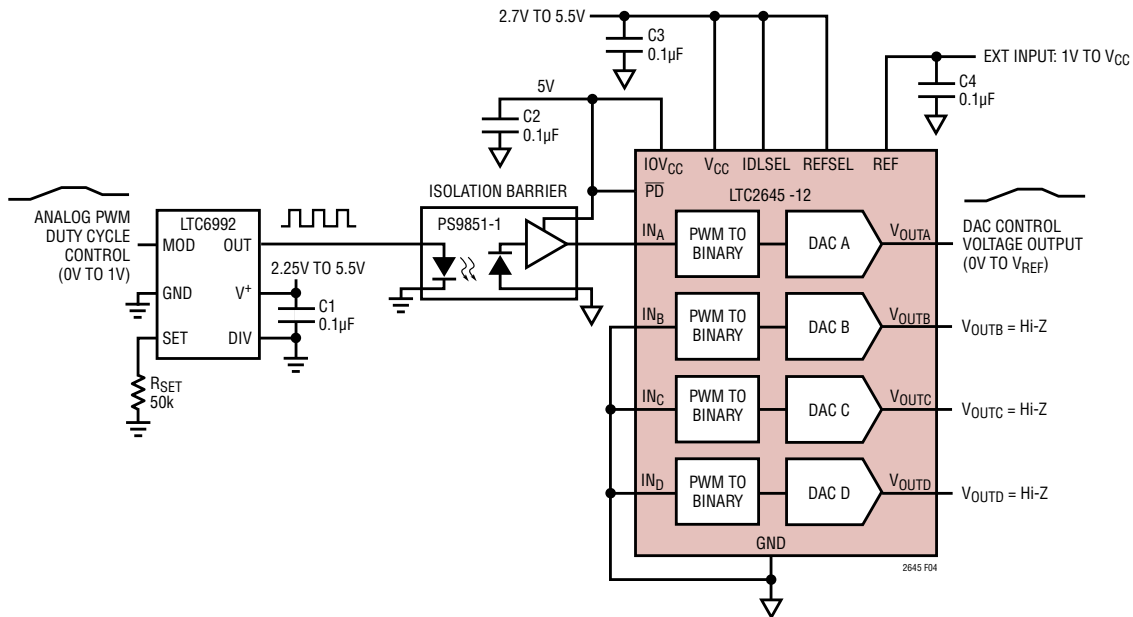 2.7V TO 5.5V
C3
0.1µF
EXT INPUT: 1V TO VCC
C4
0.1µF
5V
C2
0.1µF
IOVCC
VCC
IDLSEL
REFSEL
REF
PD
LTC2645 -12
ISOLATION BARRIER
PS9851-1
ANALOG PWM
DUTY CYCLE
CONTROL
(0V TO 1V)
LTC6992
MOD
OUT
GND
V+
SET
DIV
2.25V TO 5.5V
C1
0.1µF
RSET
50k
INA
PWM TO
BINARY
DAC A
VOUTA
DAC CONTROL
VOLTAGE OUTPUT
(0V TO VREF)
INB
PWM TO
BINARY
DAC B
VOUTB
VOUTB = Hi-Z
INC
PWM TO
BINARY
DAC C
VOUTC
VOUTC = Hi-Z
IND
PWM TO
BINARY
DAC D
VOUTD
VOUTD = Hi-Z
GND
2645 F04